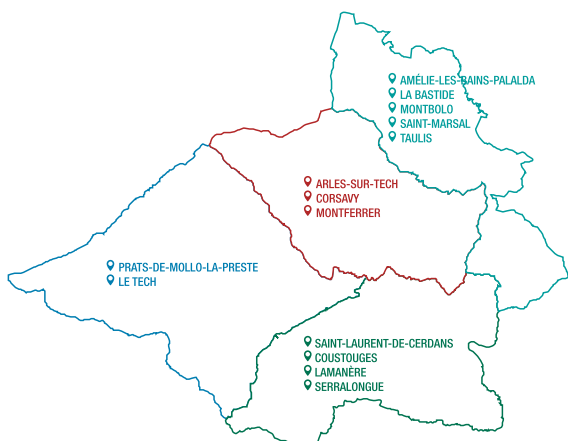 AMÉLIE-LES-BAINS-PALALDA
LA BASTIDE
MONTBOLO
SAINT-MARSAL
TAULIS
ARLES-SUR-TECH
CORSAVY
MONTFERRER
PRATS-DE-MOLLO-LA-PRESTE
LE TECH
SAINT-LAURENT-DE-CERDANS
COUSTOUGES
LAMANÈRE
SERRALONGUE